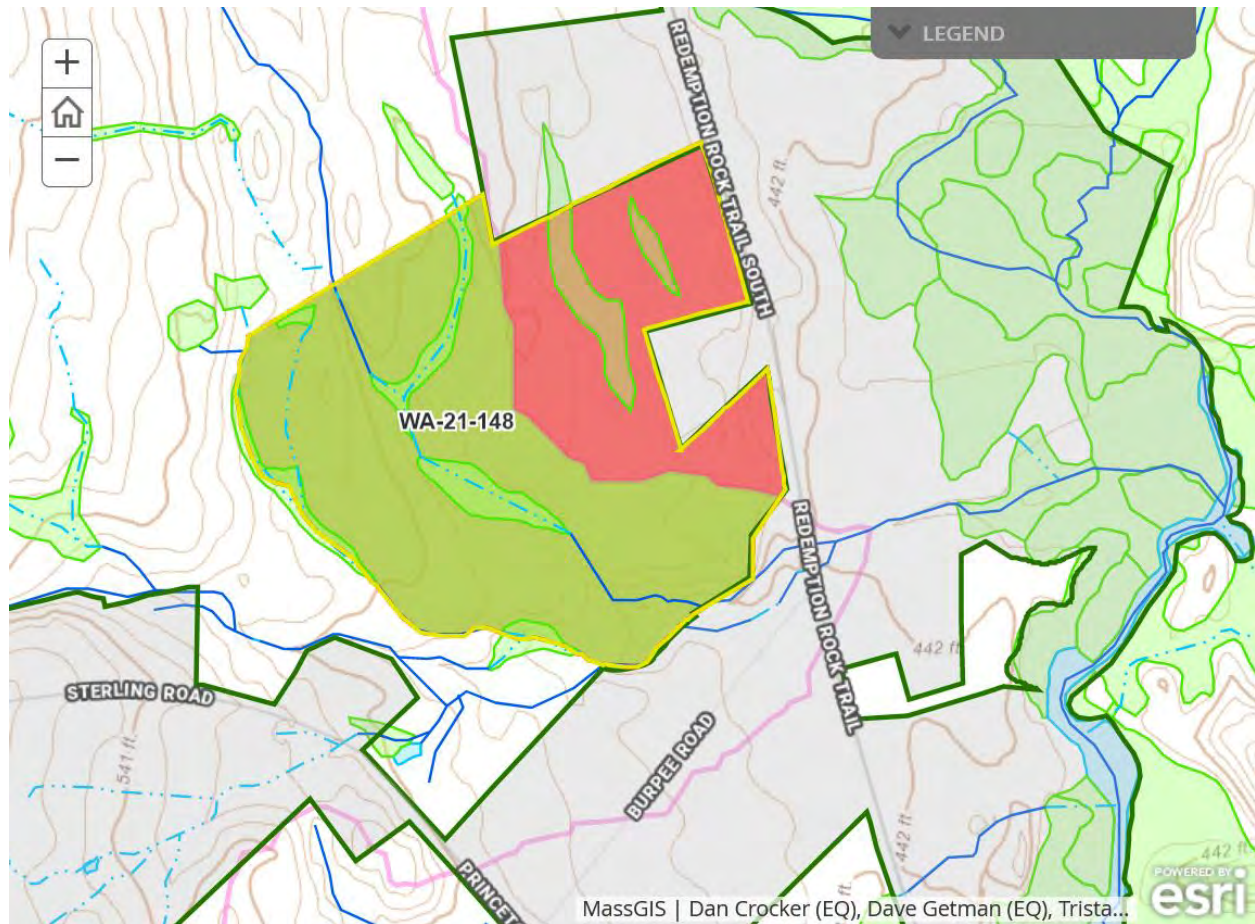 +
−
LEGEND
REDEMPTION ROCK TRAIL SOUTH
442 ft.
WA-21-148
REDEMPTION ROCK TRAIL
442 ft.
STERLING ROAD
541 ft.
BURPEE ROAD
442 ft.
442 ft.
PRINCET
MassGIS | Dan Crocker (EQ), Dave Getman (EQ), Trista...
POWERED BY
esri